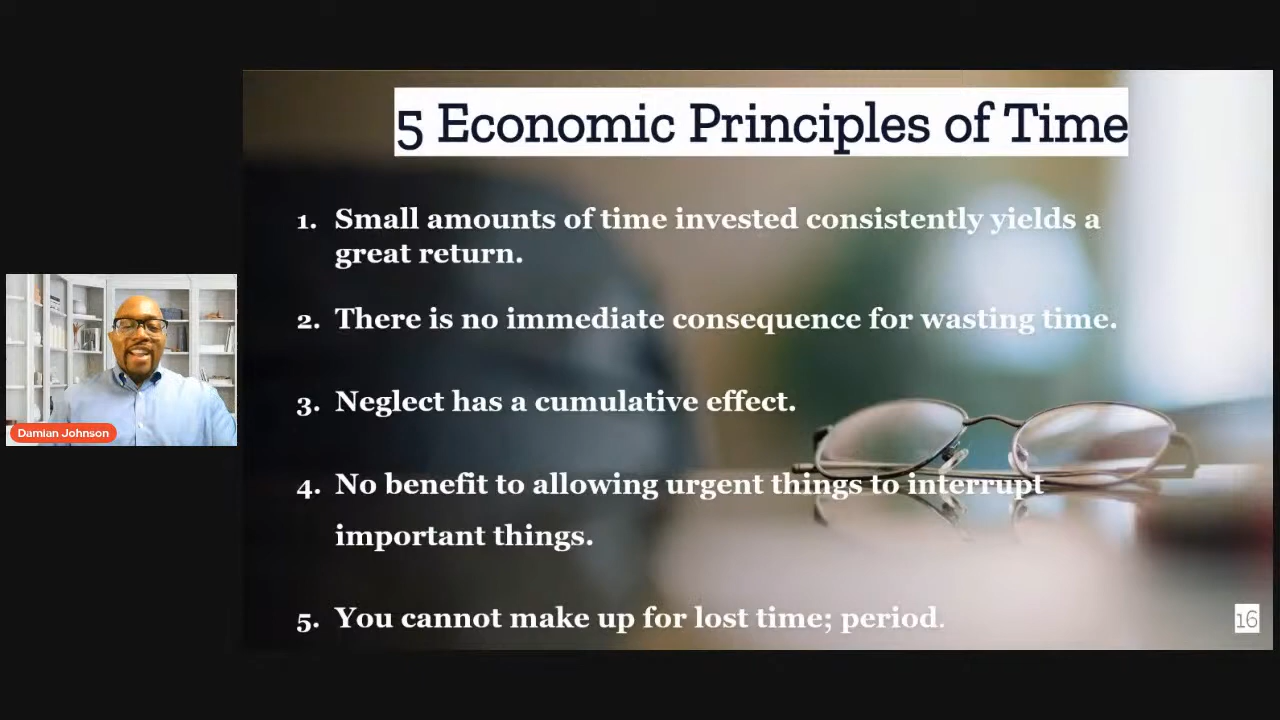 5 Economic Principles of Time
1. Small amounts of time invested consistently yields a
great return.
2. There is no immediate consequence for wasting time.
3. Neglect has a cumulative effect.
4. No benefit to allowing urgent things to interrupt
important things.
5. You cannot make up for lost time; period.
Damian Johnson
16